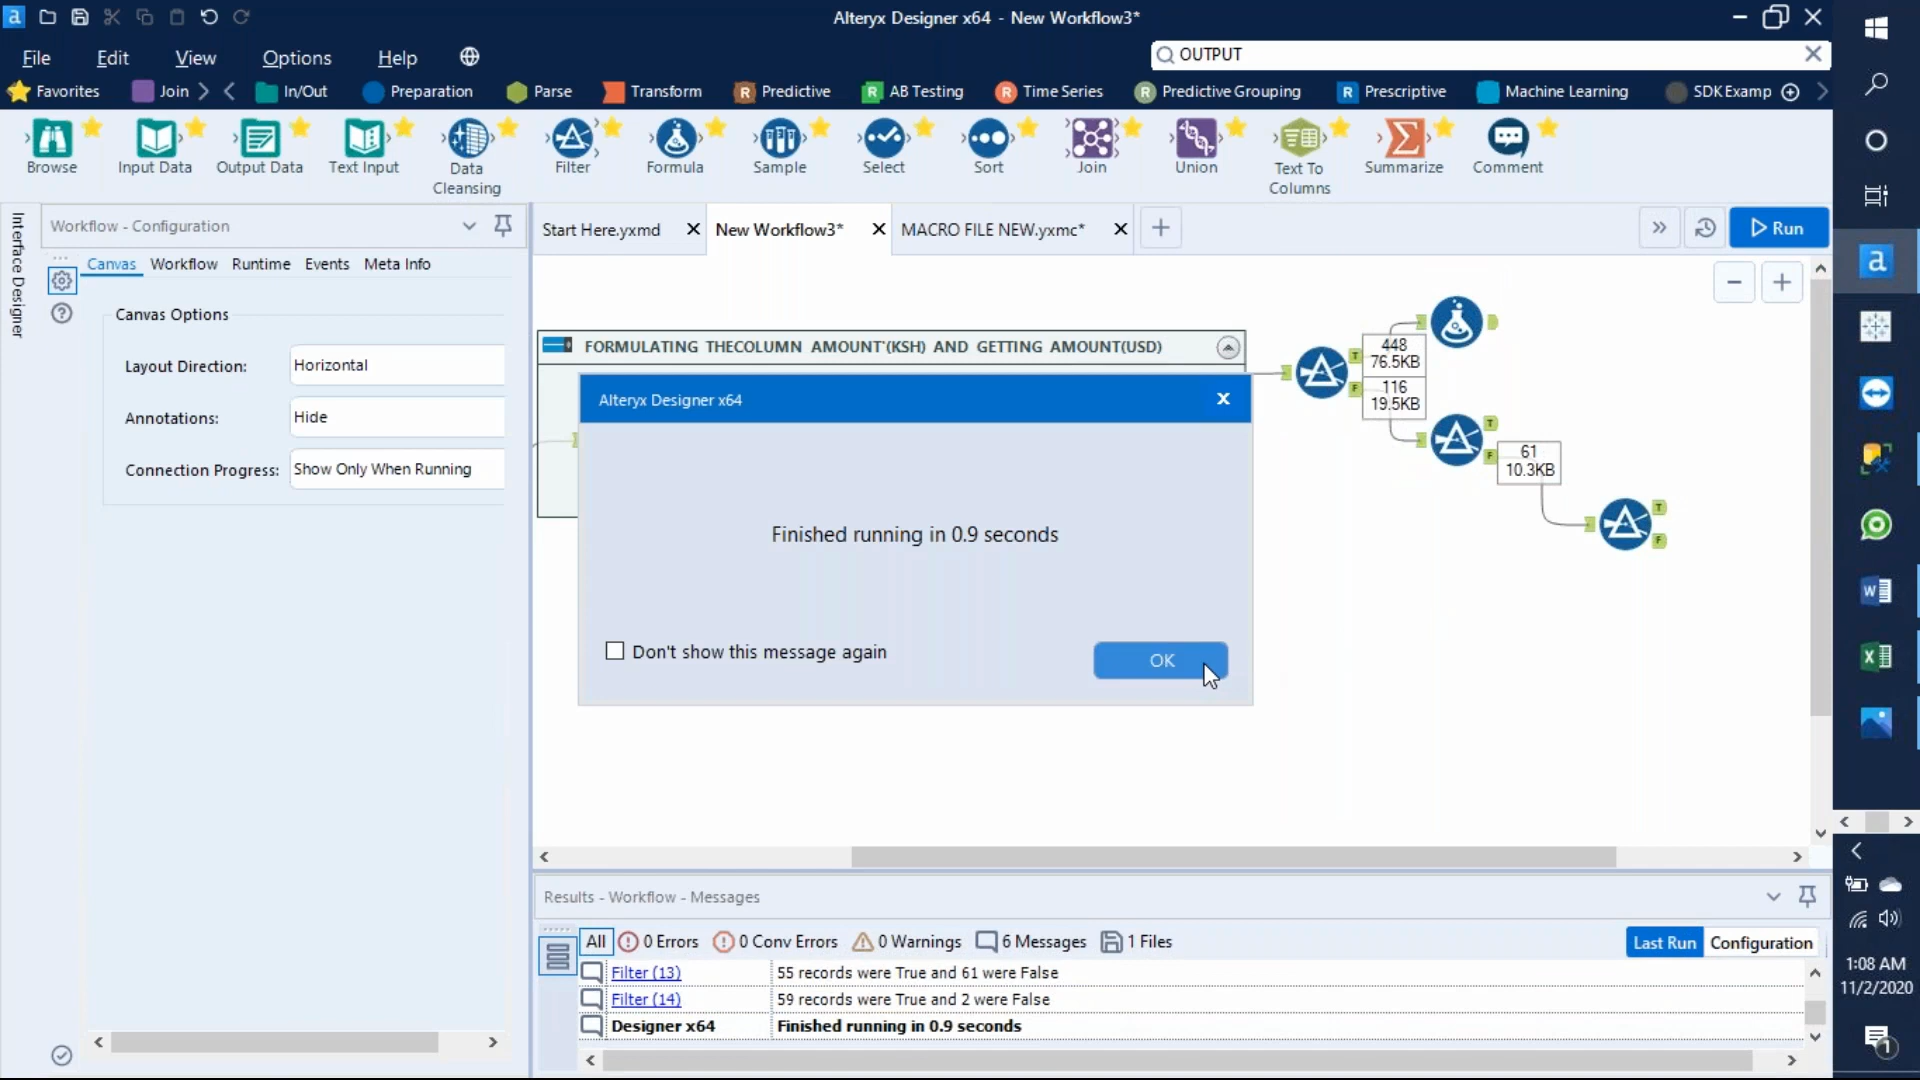 Alteryx Designer x64 - New Workflow3*
File Edit View Options Help
OUTPUT
Favorites Join In/Out Preparation Parse Transform Predictive AB Testing Time Series Predictive Grouping Prescriptive Machine Learning SDK Examp
Browse Input Data Output Data Text Input Data Cleansing Filter Formula Sample Select Sort Join Union Text To Columns Summarize Comment
Interface Designer
Workflow - Configuration
Start Here.yxmd New Workflow3* MACRO FILE NEW.yxmc* Run
Canvas Workflow Runtime Events Meta Info
Canvas Options
Layout Direction: Horizontal
Annotations: Hide
Connection Progress: Show Only When Running
FORMULATING THECOLUMN AMOUNT'(KSH) AND GETTING AMOUNT(USD)
T
F
448
76.5KB
116
19.5KB
T
F
61
10.3KB
T
F
Alteryx Designer x64
Finished running in 0.9 seconds
Don't show this message again
OK
Results - Workflow - Messages
All 0 Errors 0 Conv Errors 0 Warnings 6 Messages 1 Files Last Run Configuration
Filter (13) 55 records were True and 61 were False
Filter (14) 59 records were True and 2 were False
Designer x64 Finished running in 0.9 seconds
1:08 AM
11/2/2020
1